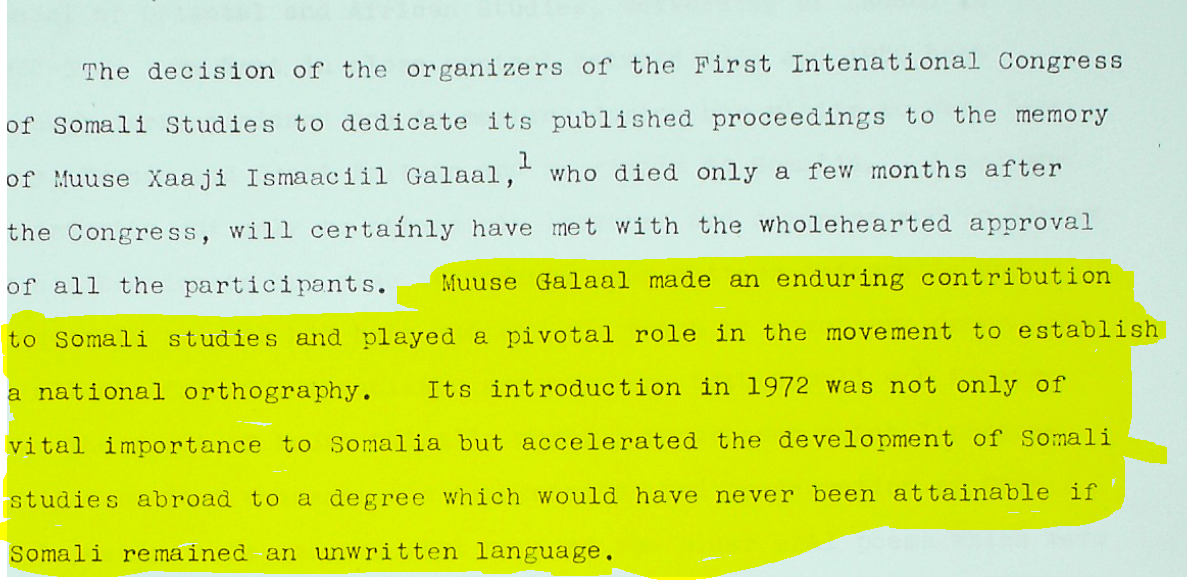 The decision of the organizers of the First Intenational Congress
of Somali Studies to dedicate its published proceedings to the memory
of Muuse Xaaji Ismaaciil Galaal,1 who died only a few months after
the Congress, will certaínly have met with the wholehearted approval
of all the participants. Muuse Galaal made an enduring contribution
to Somali studies and played a pivotal role in the movement to establish
a national orthography. Its introduction in 1972 was not only of
vital importance to Somalia but accelerated the development of Somali
studies abroad to a degree which would have never been attainable if
Somali remained an unwritten language.